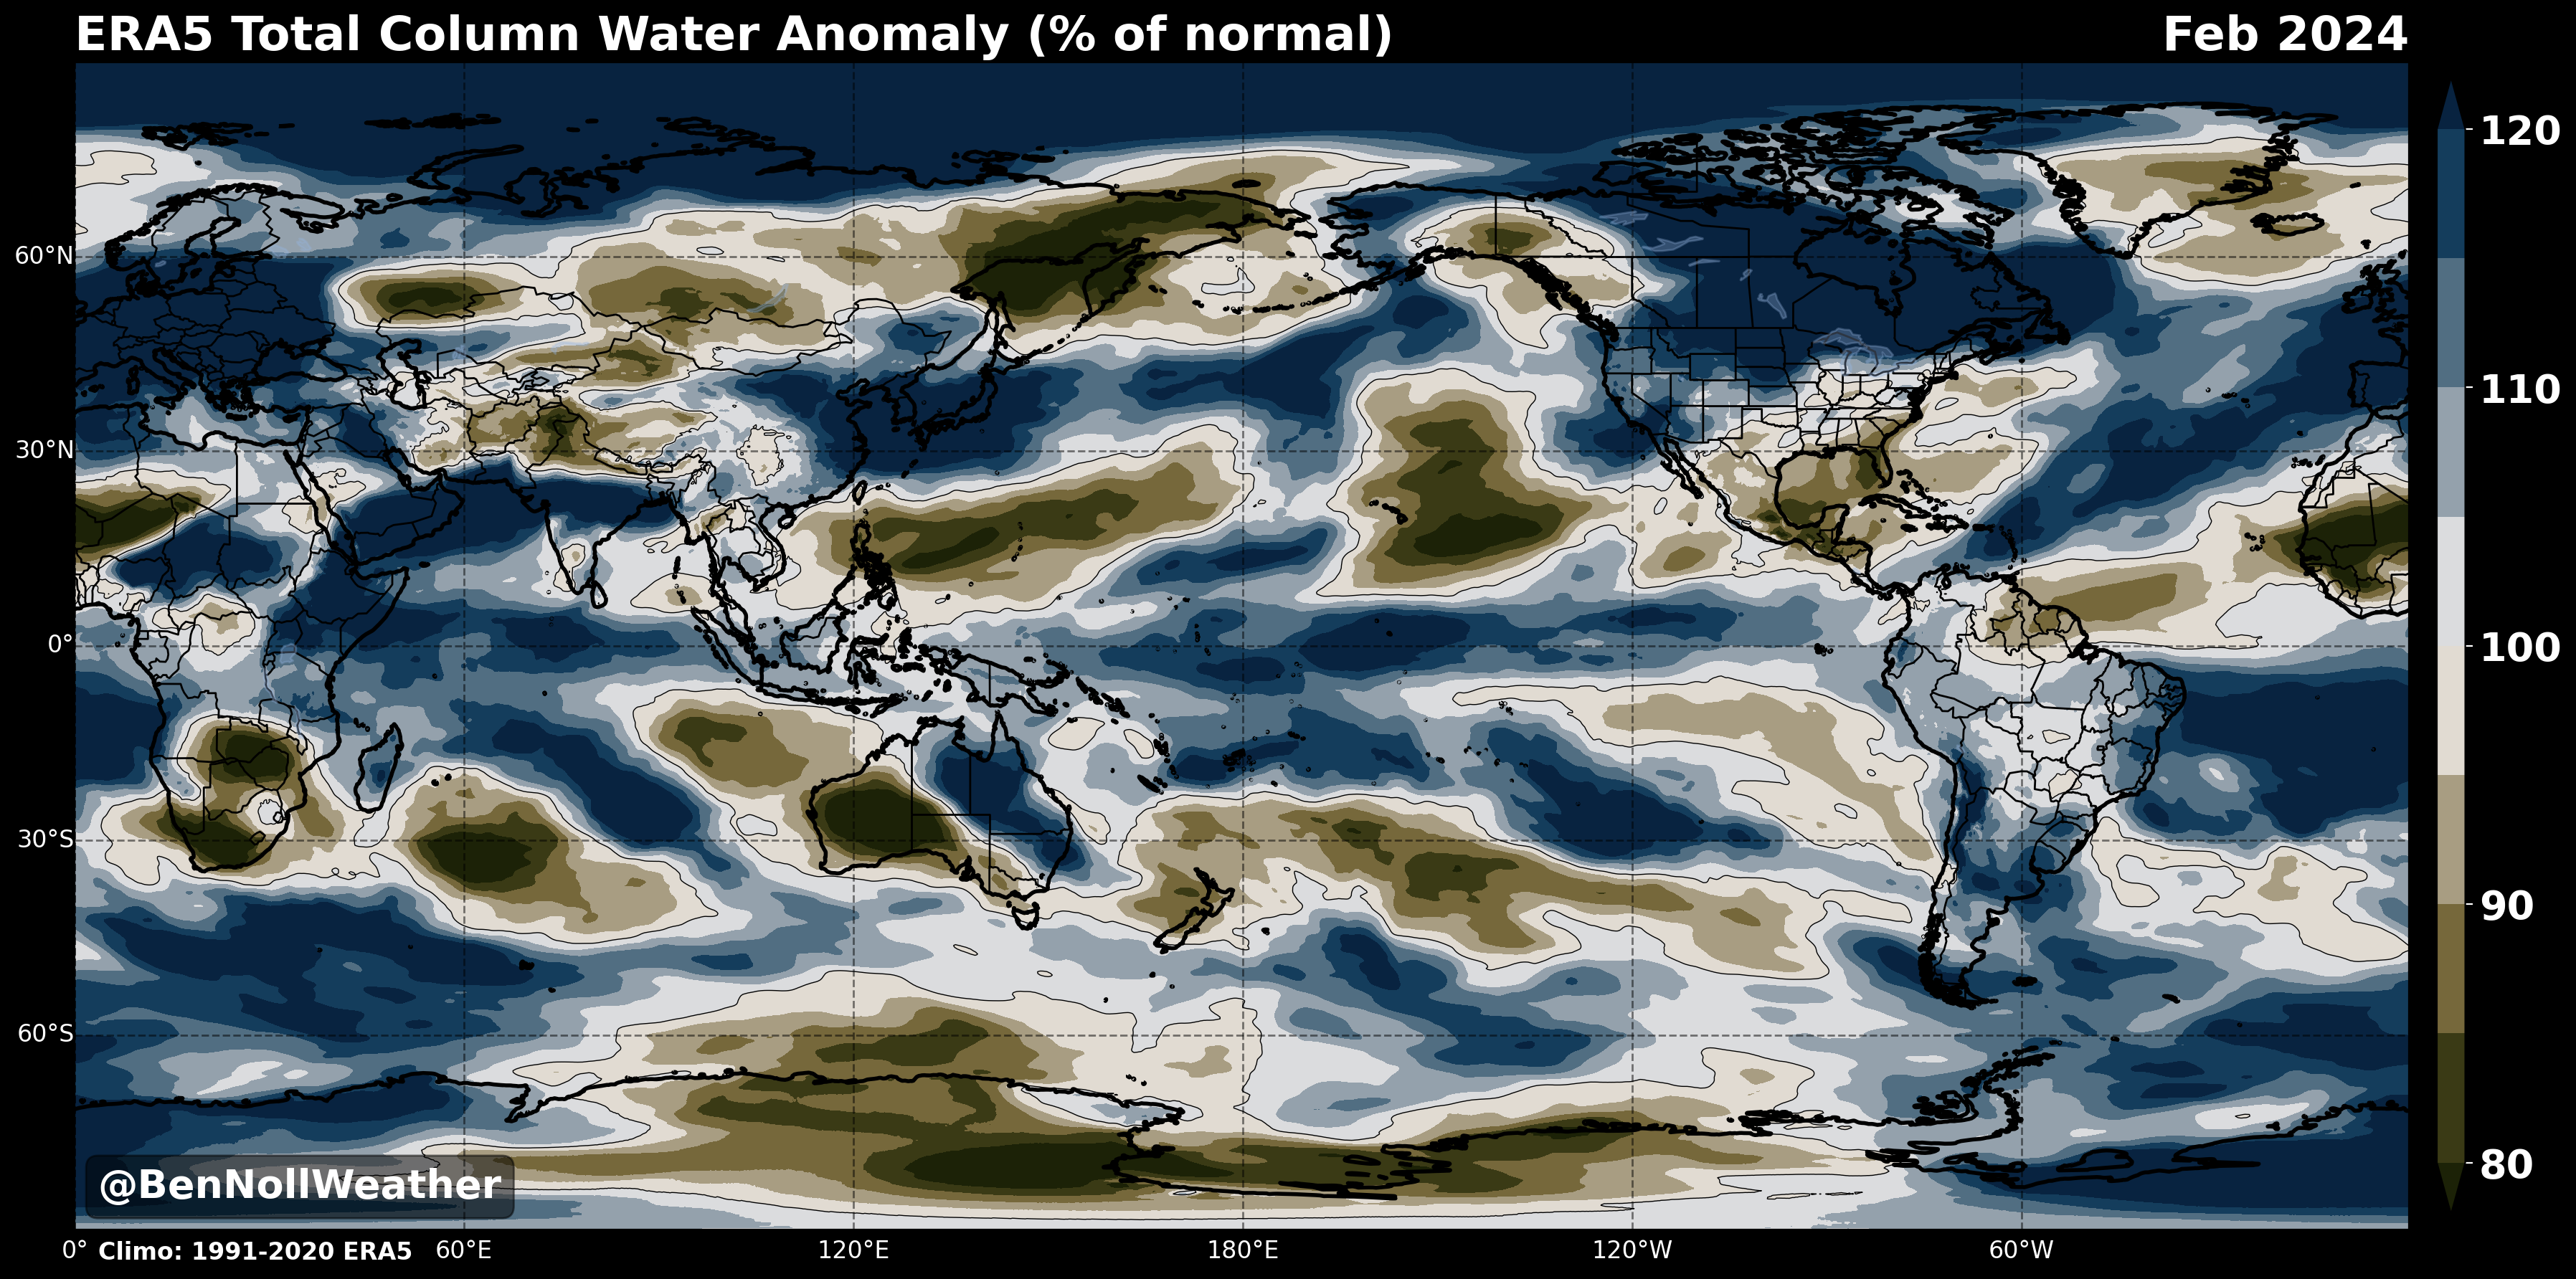 ERA5 Total Column Water Anomaly (% of normal) Feb 2024
120
60°N
110
30°N
0°
100
30°S
90
60°S
80
@BenNollWeather
0° Climo: 1991-2020 ERA5 60°E 120°E 180°E 120°W 60°W